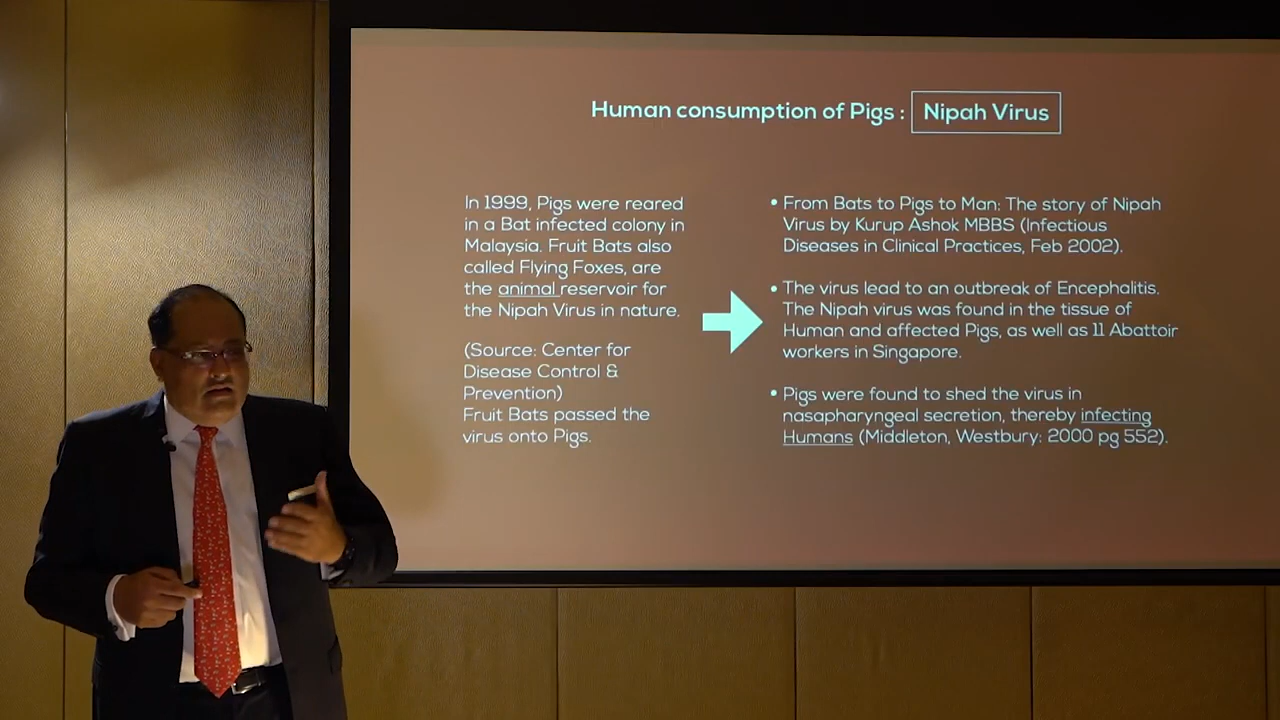 Human consumption of Pigs : Nipah Virus
In 1999, Pigs were reared
in a Bat infected colony in
Malaysia. Fruit Bats also
called Flying Foxes, are
the animal reservoir for
the Nipah Virus in nature.
(Source: Center for
Disease Control &
Prevention)
Fruit Bats passed the
virus onto Pigs.
• From Bats to Pigs to Man: The story of Nipah
Virus by Kurup Ashok MBBS (Infectious
Diseases in Clinical Practices, Feb 2002).
• The virus lead to an outbreak of Encephalitis.
The Nipah virus was found in the tissue of
Human and affected Pigs, as well as 11 Abattoir
workers in Singapore.
• Pigs were found to shed the virus in
nasapharyngeal secretion, thereby infecting
Humans (Middleton, Westbury: 2000 pg 552).